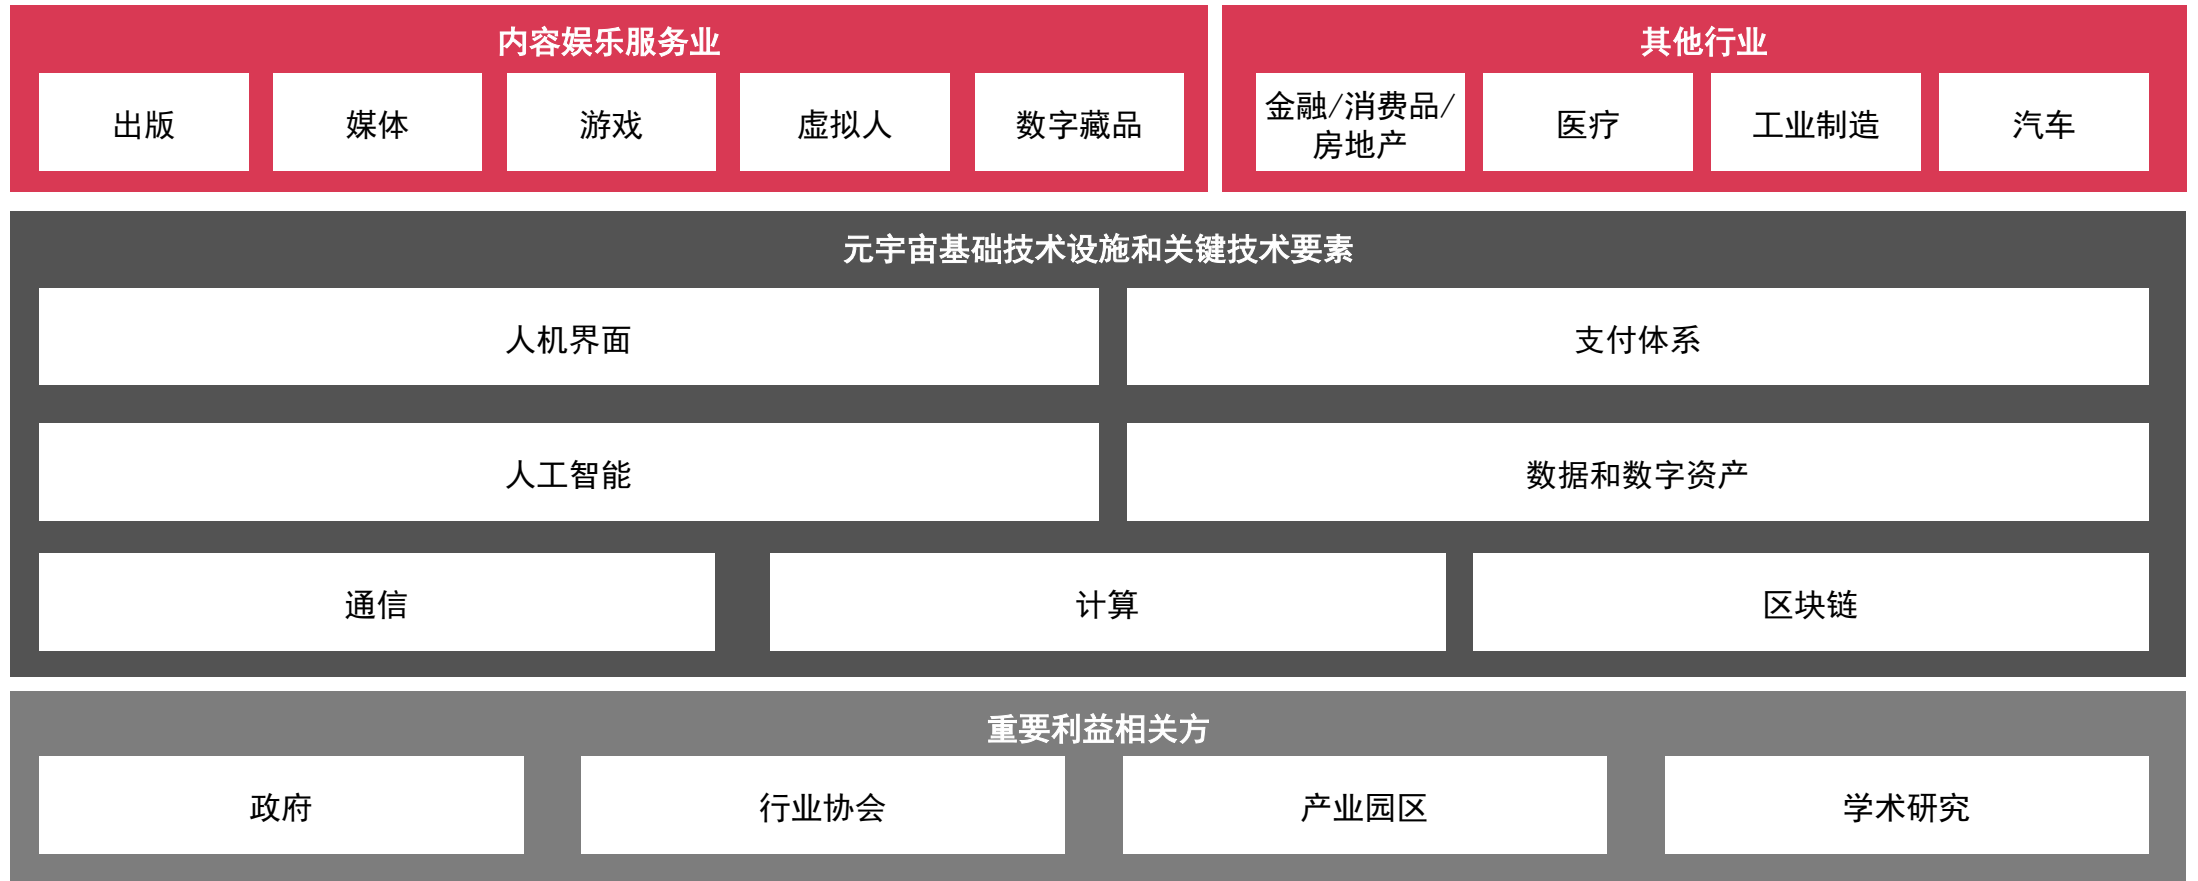 内容娱乐服务业
出版
媒体
游戏
虚拟人
数字藏品
其他行业
金融/消费品/
房地产
医疗
工业制造
汽车
元宇宙基础技术设施和关键技术要素
人机界面
支付体系
人工智能
数据和数字资产
通信
计算
区块链
重要利益相关方
政府
行业协会
产业园区
学术研究